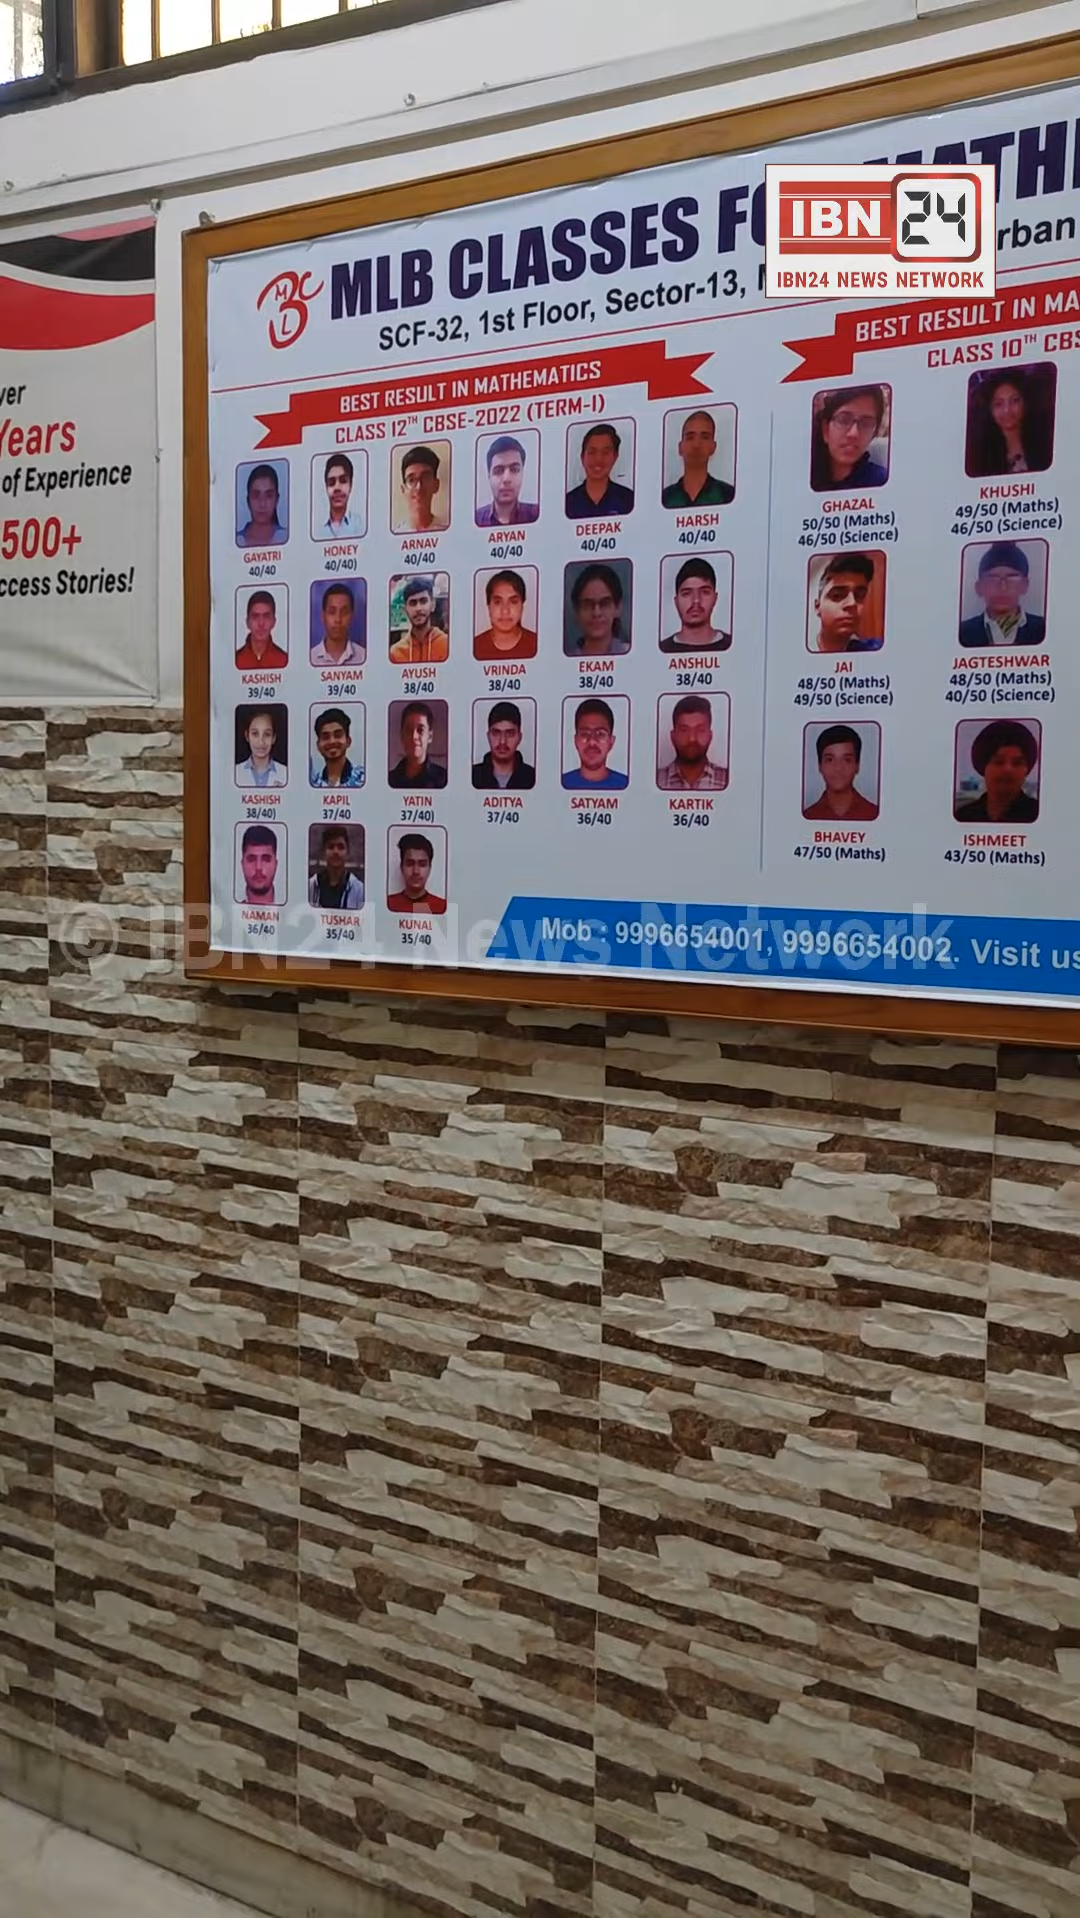 yer
Years
of Experience
500+
ccess Stories!
MLB CLASSES
SCF-32, 1st Floor, Sector-13,
rban
IBN 24
IBN24 NEWS NETWORK
MLBC
BEST RESULT IN MATHEMATICS
CLASS 12TH CBSE-2022 (TERM-I)
GAYATRI
40/40
HONEY
40/40)
ARNAV
40/40
ARYAN
40/40
DEEPAK
40/40
HARSH
40/40
KASHISH
39/40
SANYAM
39/40
AYUSH
38/40
VRINDA
38/40
EKAM
38/40
ANSHUL
38/40
KASHISH
38/40)
KAPIL
37/40
YATIN
37/40)
ADITYA
37/40
SATYAM
36/40
KARTIK
36/40
NAMAN
36/40
TUSHAR
35/40
KUNAL
35/40
BEST RESULT IN MA
CLASS 10TH CBS
GHAZAL
50/50 (Maths)
46/50 (Science)
KHUSHI
49/50 (Maths)
46/50 (Science)
JAI
48/50 (Maths)
49/50 (Science)
JAGTESHWAR
48/50 (Maths)
40/50 (Science)
BHAVEY
47/50 (Maths)
ISHMEET
43/50 (Maths)
Mob : 9996654001, 9996654002. Visit us
© IBN24 News Network